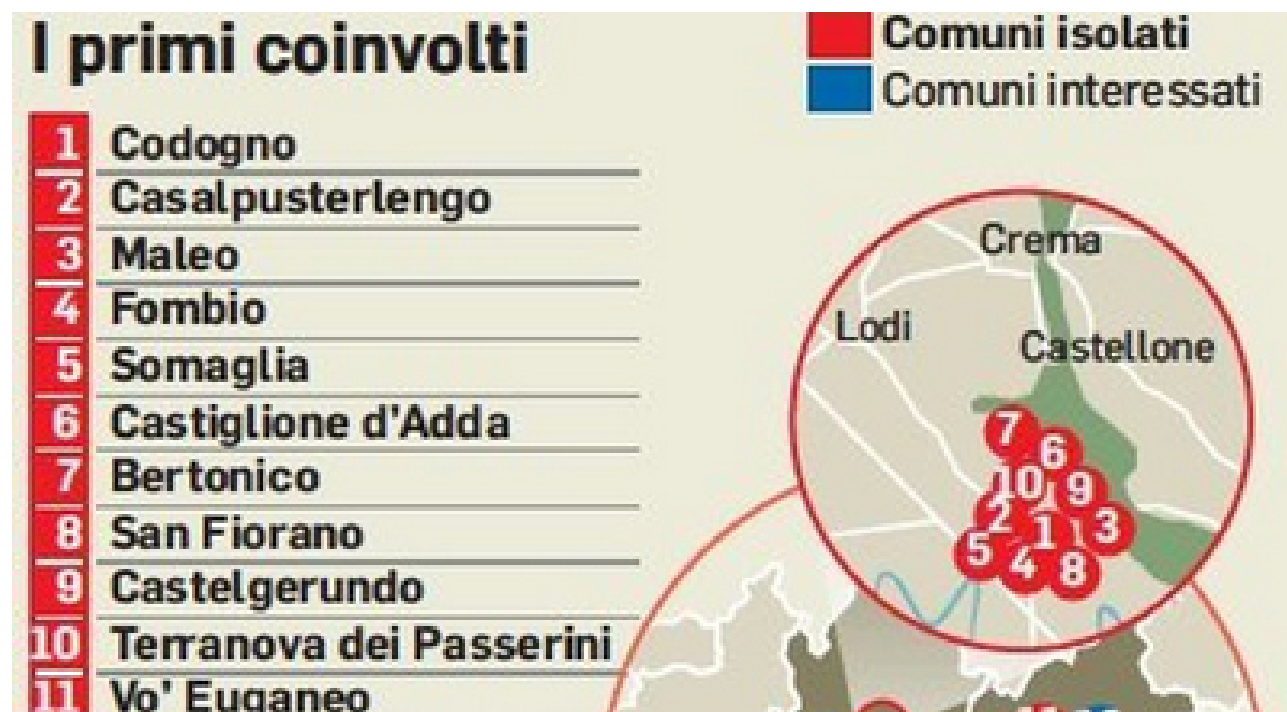 I primi coinvolti
Comuni isolati
Comuni interessati
1 Codogno
2 Casalpusterlengo
3 Maleo
4 Fombio
5 Somaglia
6 Castiglione d'Adda
7 Bertonico
8 San Fiorano
9 Castelgerundo
10 Terranova dei Passerini
11 Vo' Euganeo
Crema
Lodi
Castellone
7
6
10 9
2 1 3
5 4 8